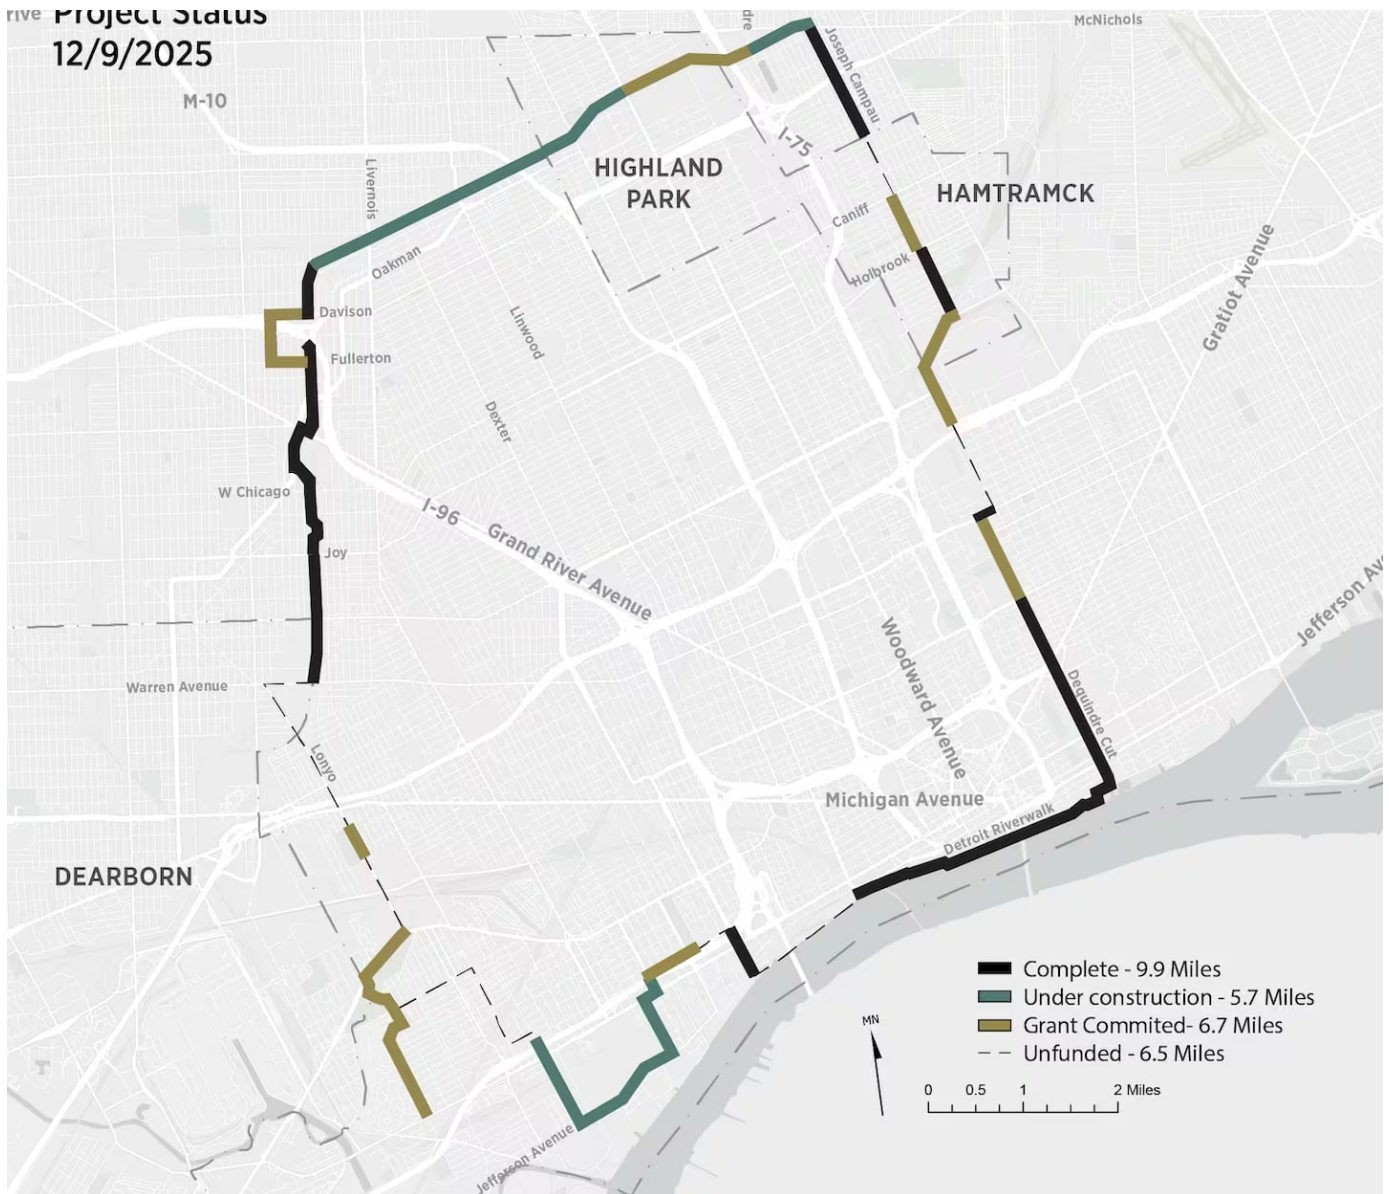 Project Status
12/9/2025
McNichols
M-10
Joseph Campau
I-75
Livernois
HIGHLAND
PARK
HAMTRAMCK
Caniff
Oakman
Holbrook
Gratiot Avenue
Davison
Linwood
Fullerton
Dexter
W Chicago
I-96
Grand River Avenue
Joy
Jefferson
Woodward Avenue
Warren Avenue
Dequindre Cut
Lonyo
Michigan Avenue
Detroit Riverwalk
DEARBORN
Complete - 9.9 Miles
Under construction - 5.7 Miles
Grant Commited- 6.7 Miles
Unfunded - 6.5 Miles
MN
0 0.5 1 2 Miles
Jefferson Avenue